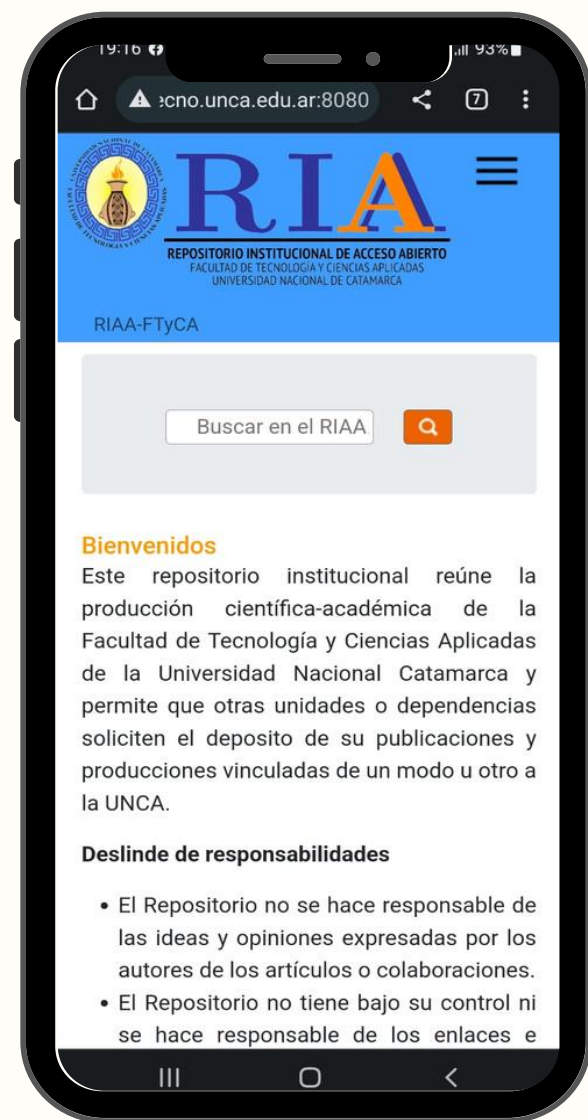 19:16
93%
ecno.unca.edu.ar:8080
7
RIA
REPOSITORIO INSTITUCIONAL DE ACCESO ABIERTO
FACULTAD DE TECNOLOGÍA Y CIENCIAS APLICADAS
UNIVERSIDAD NACIONAL DE CATAMARCA
RIAA-FTyCA
Buscar en el RIAA
Bienvenidos
Este repositorio institucional reúne la
producción científica-académica de la
Facultad de Tecnología y Ciencias Aplicadas
de la Universidad Nacional Catamarca y
permite que otras unidades o dependencias
soliciten el deposito de su publicaciones y
producciones vinculadas de un modo u otro a
la UNCA.
Deslinde de responsabilidades
• El Repositorio no se hace responsable de
las ideas y opiniones expresadas por los
autores de los artículos o colaboraciones.
• El Repositorio no tiene bajo su control ni
se hace responsable de los enlaces e